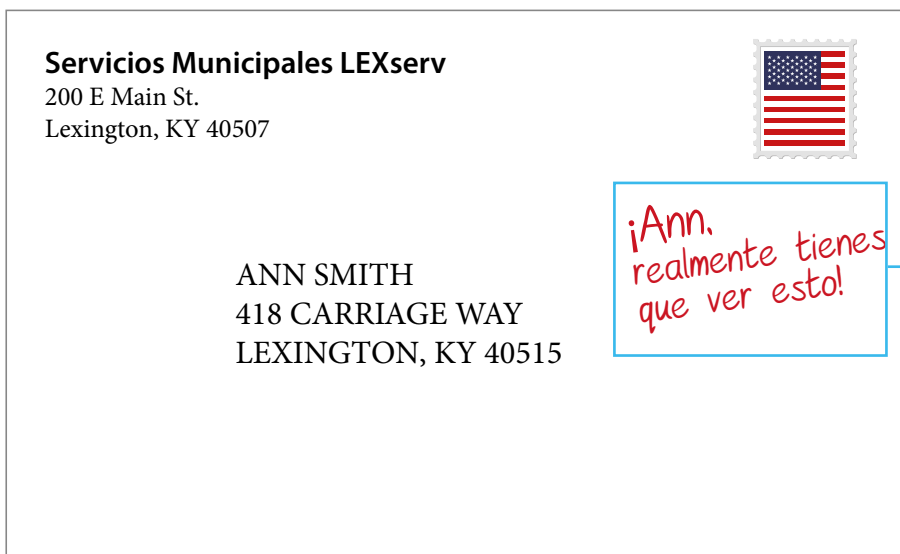 Servicios Municipales LEXserv
200 E Main St.
Lexington, KY 40507
¡Ann,
realmente tienes
que ver esto!
ANN SMITH
418 CARRIAGE WAY
LEXINGTON, KY 40515